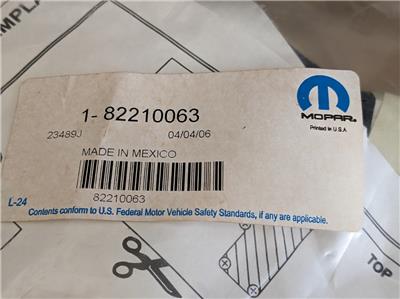 TEMPLA
1- 82210063
23489J 04/04/06
MADE IN MEXICO
82210063
L-24
Contents conform to U.S. Federal Motor Vehicle Safety Standards, if any are applicable.
MOPAR
Printed in U.S.A
TOP